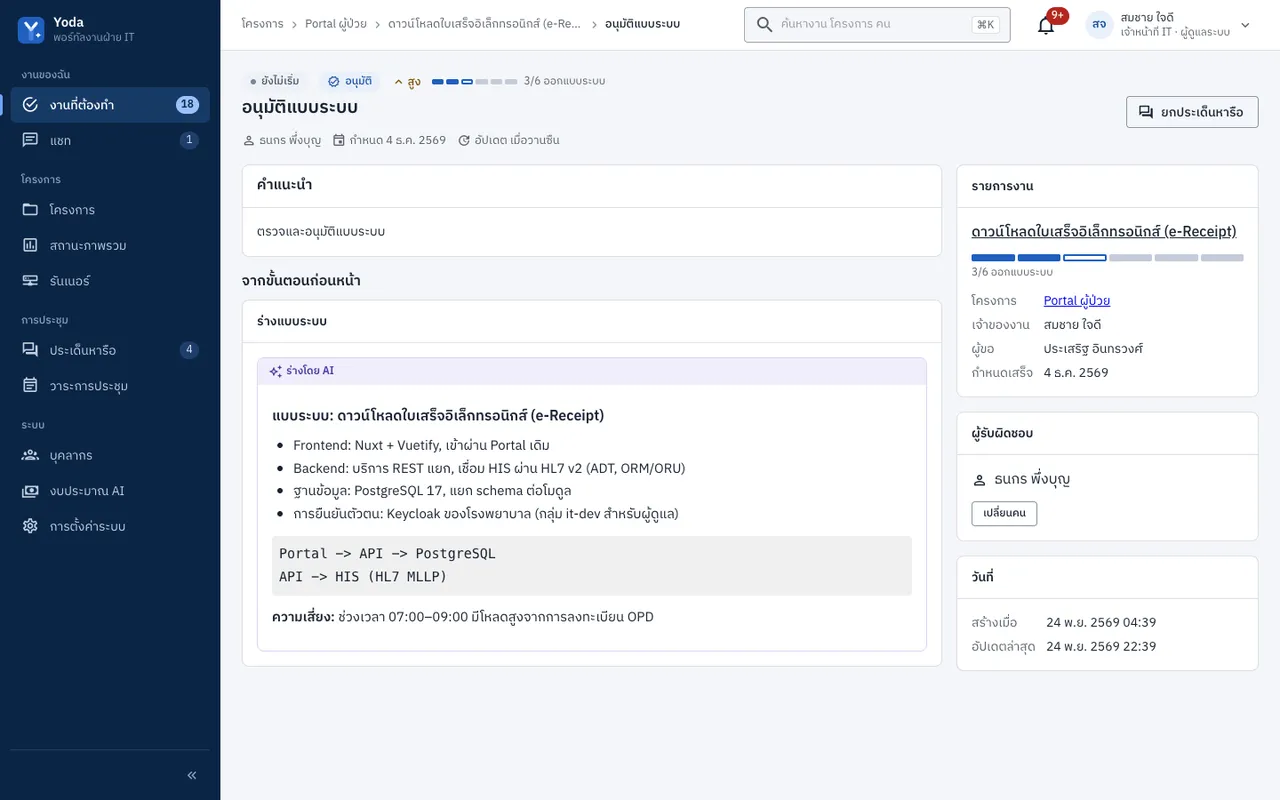 Yoda
พอร์ทัลงานฝ่าย IT
งานของฉัน
งานที่ต้องทำ 18
แชท 1
โครงการ
โครงการ
สถานะภาพรวม
รันเนอร์
การประชุม
ประเด็นหารือ 4
วาระการประชุม
ระบบ
บุคลากร
งบประมาณ AI
การตั้งค่าระบบ
โครงการ > Portal ผู้ป่วย > ดาวน์โหลดใบเสร็จอิเล็กทรอนิกส์ (e-Re... > อนุมัติแบบระบบ
ค้นหางาน โครงการ คน ⌘K
9+
สจ
สมชาย ใจดี
เจ้าหน้าที่ IT · ผู้ดูแลระบบ
ยังไม่เริ่ม อนุมัติ สูง 3/6 ออกแบบระบบ
อนุมัติแบบระบบ
ธนกร พึ่งบุญ กำหนด 4 ธ.ค. 2569 อัปเดต เมื่อวานซืน
ยกประเด็นหารือ
คำแนะนำ
ตรวจและอนุมัติแบบระบบ
จากขั้นตอนก่อนหน้า
ร่างแบบระบบ
ร่างโดย AI
แบบระบบ: ดาวน์โหลดใบเสร็จอิเล็กทรอนิกส์ (e-Receipt)
• Frontend: Nuxt + Vuetify, เข้าผ่าน Portal เดิม
• Backend: บริการ REST แยก, เชื่อม HIS ผ่าน HL7 v2 (ADT, ORM/ORU)
• ฐานข้อมูล: PostgreSQL 17, แยก schema ต่อโมดูล
• การยืนยันตัวตน: Keycloak ของโรงพยาบาล (กลุ่ม it-dev สำหรับผู้ดูแล)
Portal -> API -> PostgreSQL
API -> HIS (HL7 MLLP)
ความเสี่ยง: ช่วงเวลา 07:00–09:00 มีโหลดสูงจากการลงทะเบียน OPD
รายการงาน
ดาวน์โหลดใบเสร็จอิเล็กทรอนิกส์ (e-Receipt)
3/6 ออกแบบระบบ
โครงการ Portal ผู้ป่วย
เจ้าของงาน สมชาย ใจดี
ผู้ขอ ประเสริฐ อินทรวงศ์
กำหนดเสร็จ 4 ธ.ค. 2569
ผู้รับผิดชอบ
ธนกร พึ่งบุญ
เปลี่ยนคน
วันที่
สร้างเมื่อ 24 พ.ย. 2569 04:39
อัปเดตล่าสุด 24 พ.ย. 2569 22:39